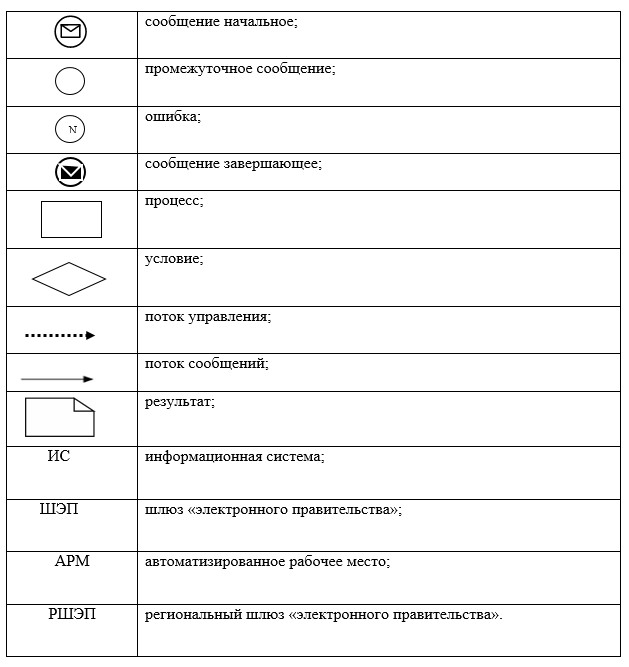 сообщение начальное;
промежуточное сообщение;
N ошибка;
сообщение завершающее;
процесс;
условие;
поток управления;
поток сообщений;
результат;
ИС информационная система;
ШЭП шлюз «электронного правительства»;
АРМ автоматизированное рабочее место;
РШЭП региональный шлюз «электронного правительства».